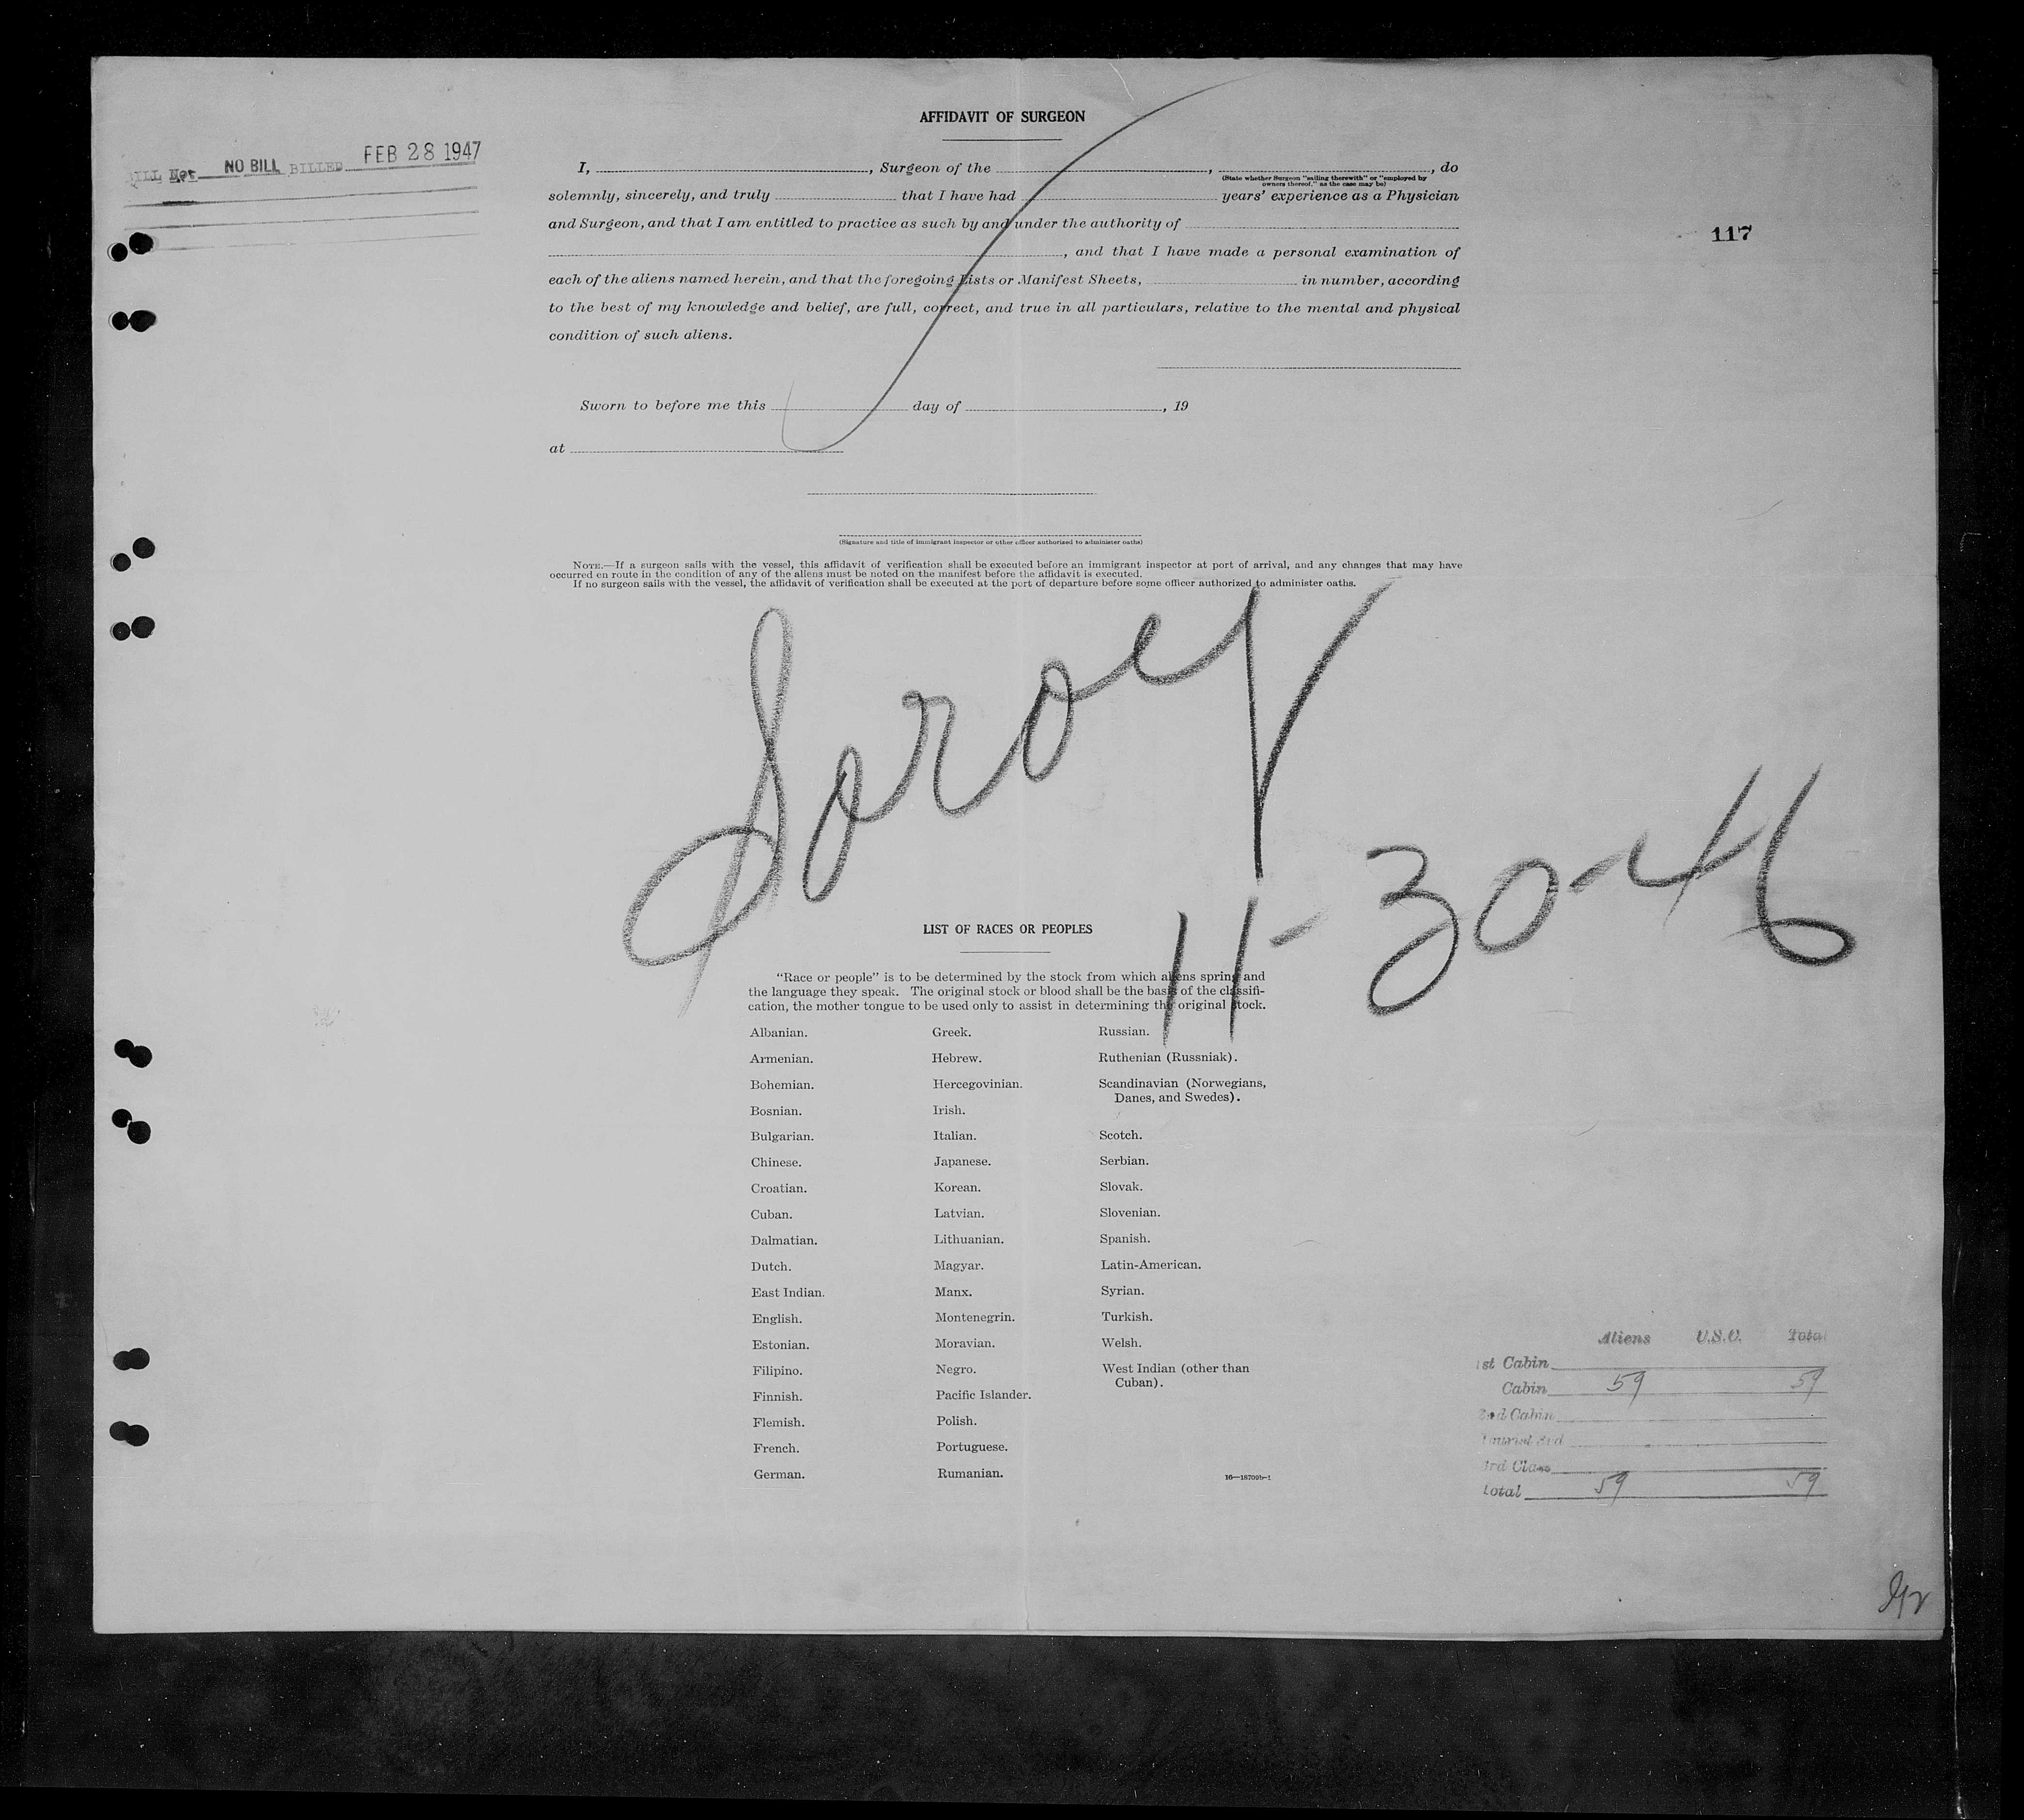 AFFIDAVIT OF SURGEON
BILL No. NO BILL BILLED FEB 28 1947
I, , Surgeon of the , , do
(State whether Surgeon "sailing therewith" or "employed by
owners thereof," as the case may be)
solemnly, sincerely, and truly that I have had years' experience as a Physician
and Surgeon, and that I am entitled to practice as such by and under the authority of
117
, and that I have made a personal examination of
each of the aliens named herein, and that the foregoing Lists or Manifest Sheets, in number, according
to the best of my knowledge and belief, are full, correct, and true in all particulars, relative to the mental and physical
condition of such aliens.
Sworn to before me this day of , 19
at
(Signature and title of immigrant inspector or other officer authorized to administer oaths)
NOTE.—If a surgeon sails with the vessel, this affidavit of verification shall be executed before an immigrant inspector at port of arrival, and any changes that may have
occurred en route in the condition of any of the aliens must be noted on the manifest before the affidavit is executed.
If no surgeon sails with the vessel, the affidavit of verification shall be executed at the port of departure before some officer authorized to administer oaths.
11-30-46
LIST OF RACES OR PEOPLES
"Race or people" is to be determined by the stock from which aliens spring and
the language they speak. The original stock or blood shall be the basis of the classifi-
cation, the mother tongue to be used only to assist in determining the original stock.
Albanian.
Armenian.
Bohemian.
Bosnian.
Bulgarian.
Chinese.
Croatian.
Cuban.
Dalmatian.
Dutch.
East Indian.
English.
Estonian.
Filipino.
Finnish.
Flemish.
French.
German.
Greek.
Hebrew.
Hercegovinian.
Irish.
Italian.
Japanese.
Korean.
Latvian.
Lithuanian.
Magyar.
Manx.
Montenegrin.
Moravian.
Negro.
Pacific Islander.
Polish.
Portuguese.
Rumanian.
Russian.
Ruthenian (Russniak).
Scandinavian (Norwegians,
Danes, and Swedes).
Scotch.
Serbian.
Slovak.
Slovenian.
Spanish.
Latin-American.
Syrian.
Turkish.
Welsh.
West Indian (other than
Cuban).
16—18709b-1
Aliens U.S.C. Total
1st Cabin
Cabin 59 59
2nd Cabin
Tourist 3rd
3rd Class
total 59 59